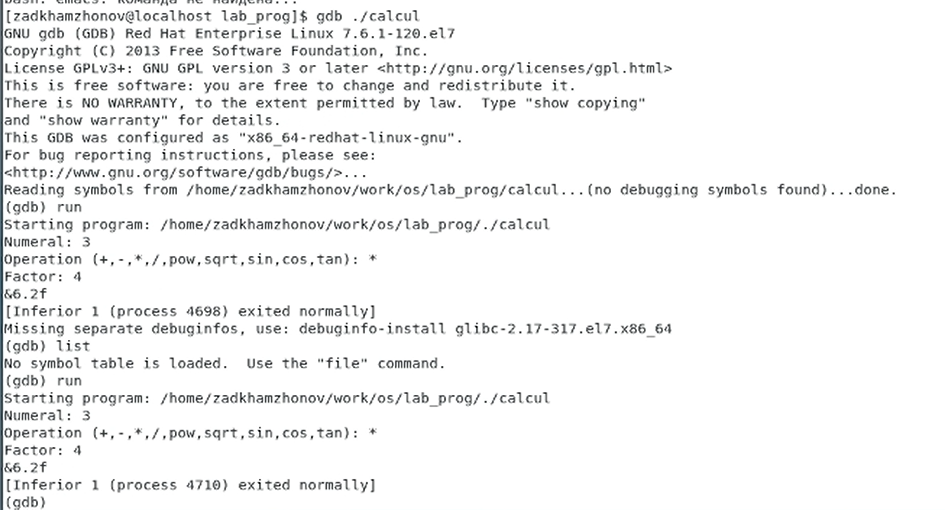 bash: emacs: команда не найдена...
[zadkhamzhonov@localhost lab_prog]$ gdb ./calcul
GNU gdb (GDB) Red Hat Enterprise Linux 7.6.1-120.el7
Copyright (C) 2013 Free Software Foundation, Inc.
License GPLv3+: GNU GPL version 3 or later <http://gnu.org/licenses/gpl.html>
This is free software: you are free to change and redistribute it.
There is NO WARRANTY, to the extent permitted by law.  Type "show copying"
and "show warranty" for details.
This GDB was configured as "x86_64-redhat-linux-gnu".
For bug reporting instructions, please see:
<http://www.gnu.org/software/gdb/bugs/>...
Reading symbols from /home/zadkhamzhonov/work/os/lab_prog/calcul...(no debugging symbols found)...done.
(gdb) run
Starting program: /home/zadkhamzhonov/work/os/lab_prog/./calcul
Numeral: 3
Operation (+,-,*,/,pow,sqrt,sin,cos,tan): *
Factor: 4
&6.2f
[Inferior 1 (process 4698) exited normally]
Missing separate debuginfos, use: debuginfo-install glibc-2.17-317.el7.x86_64
(gdb) list
No symbol table is loaded.  Use the "file" command.
(gdb) run
Starting program: /home/zadkhamzhonov/work/os/lab_prog/./calcul
Numeral: 3
Operation (+,-,*,/,pow,sqrt,sin,cos,tan): *
Factor: 4
&6.2f
[Inferior 1 (process 4710) exited normally]
(gdb)